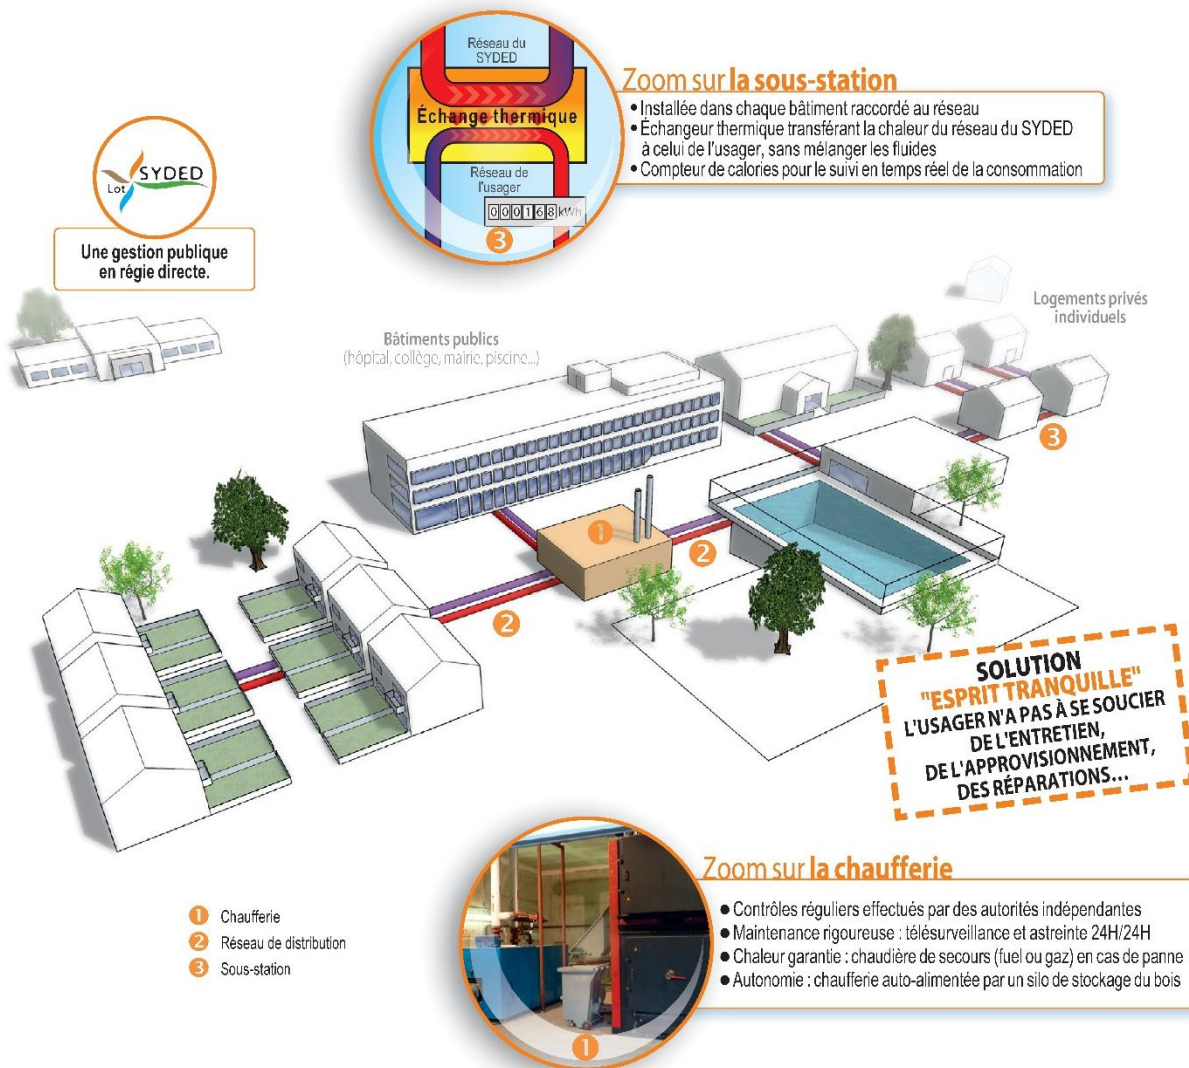 Réseau du
SYDED
Échange thermique
Réseau de
l'usager
000168 kWh
3
Zoom sur la sous-station
• Installée dans chaque bâtiment raccordé au réseau
• Échangeur thermique transférant la chaleur du réseau du SYDED
à celui de l'usager, sans mélanger les fluides
• Compteur de calories pour le suivi en temps réel de la consommation
SYDED
Lot
Une gestion publique
en régie directe.
Bâtiments publics
(hôpital, collège, mairie, piscine...)
Logements privés
individuels
3
1
2
2
SOLUTION
"ESPRIT TRANQUILLE"
L'USAGER N'A PAS À SE SOUCIER
DE L'ENTRETIEN,
DE L'APPROVISIONNEMENT,
DES RÉPARATIONS...
1 Chaufferie
2 Réseau de distribution
3 Sous-station
1
Zoom sur la chaufferie
• Contrôles réguliers effectués par des autorités indépendantes
• Maintenance rigoureuse : télésurveillance et astreinte 24H/24H
• Chaleur garantie : chaudière de secours (fuel ou gaz) en cas de panne
• Autonomie : chaufferie auto-alimentée par un silo de stockage du bois